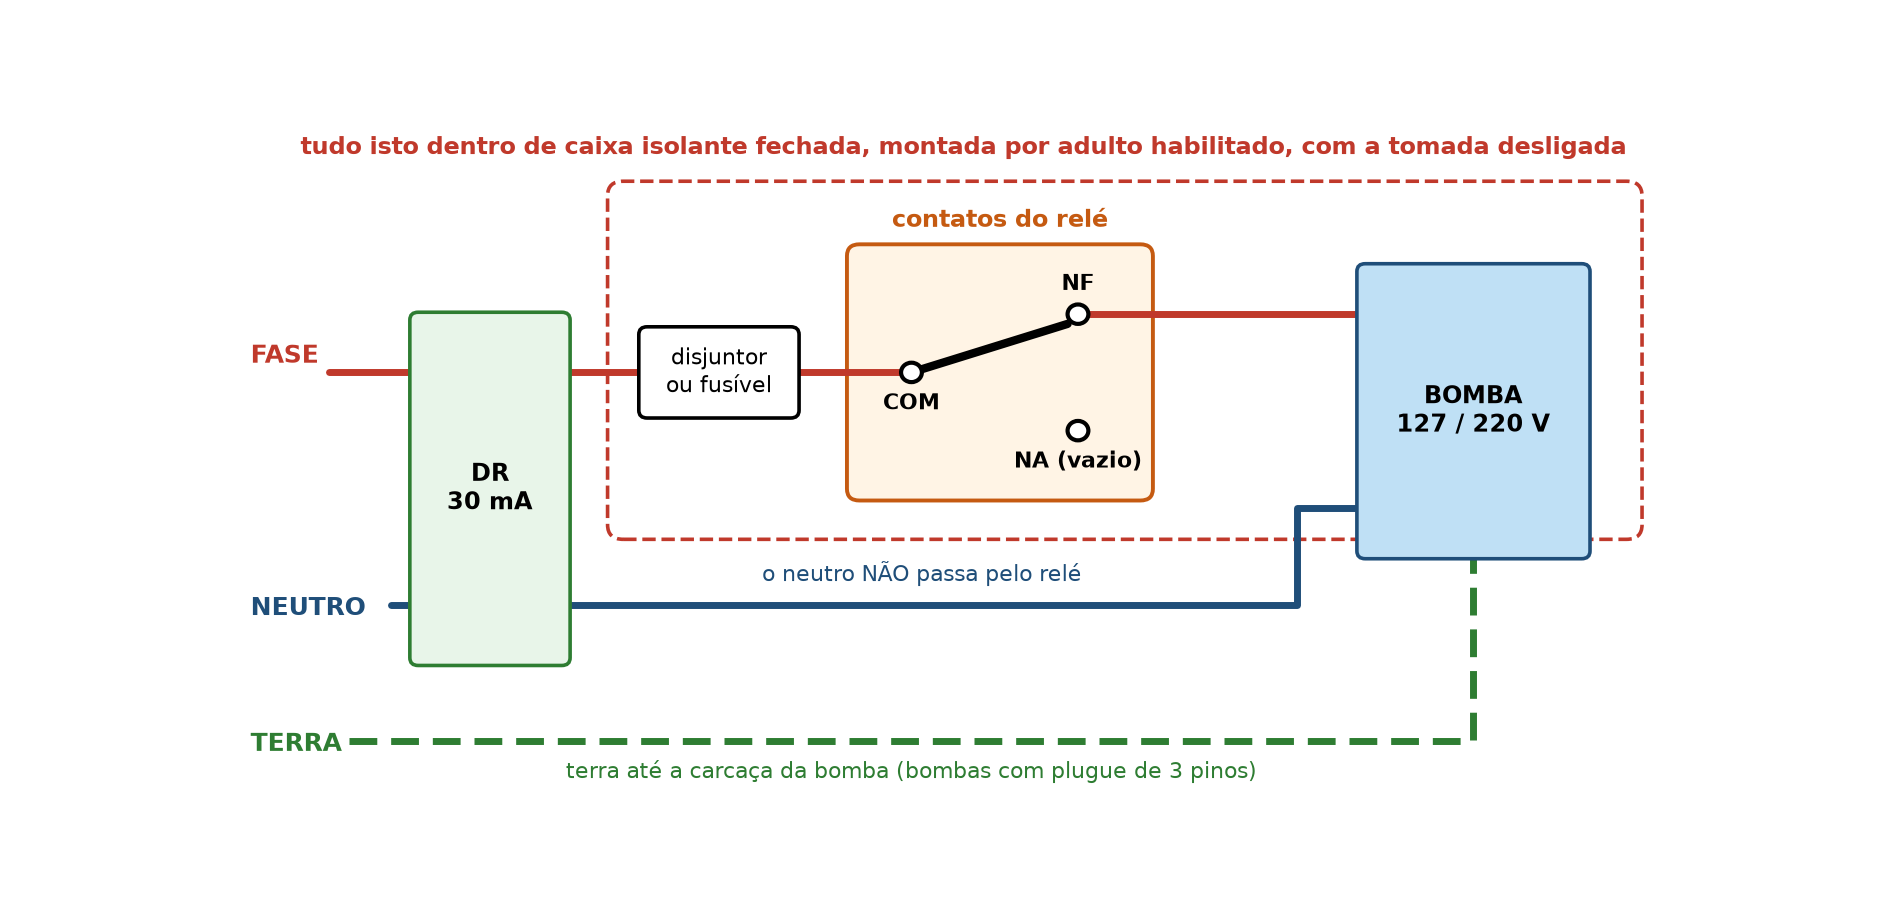 tudo isto dentro de caixa isolante fechada, montada por adulto habilitado, com a tomada desligada
contatos do relé
NF
FASE
disjuntor
ou fusível
COM
BOMBA
127 / 220 V
NA (vazio)
DR
30 mA
o neutro NÃO passa pelo relé
NEUTRO
TERRA
terra até a carcaça da bomba (bombas com plugue de 3 pinos)